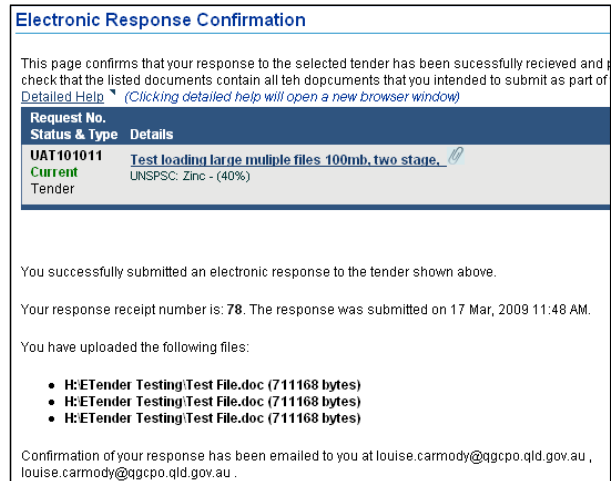 Electronic Response Confirmation
This page confirms that your response to the selected tender has been sucessfully recieved and
check that the listed documents contain all teh dopcuments that you intended to submit as part of
Detailed Help (Clicking detailed help will open a new browser window)
Request No.
Status & Type Details
UAT101011 Test loading large muliple files 100mb, two stage,
Current UNSPSC: Zinc - (40%)
Tender
You successfully submitted an electronic response to the tender shown above.
Your response receipt number is: 78. The response was submitted on 17 Mar, 2009 11:48 AM.
You have uploaded the following files:
• H:\ETender Testing\Test File.doc (711168 bytes)
• H:\ETender Testing\Test File.doc (711168 bytes)
• H:\ETender Testing\Test File.doc (711168 bytes)
Confirmation of your response has been emailed to you at louise.carmody@qgcpo.qld.gov.au ,
louise.carmody@qgcpo.qld.gov.au .